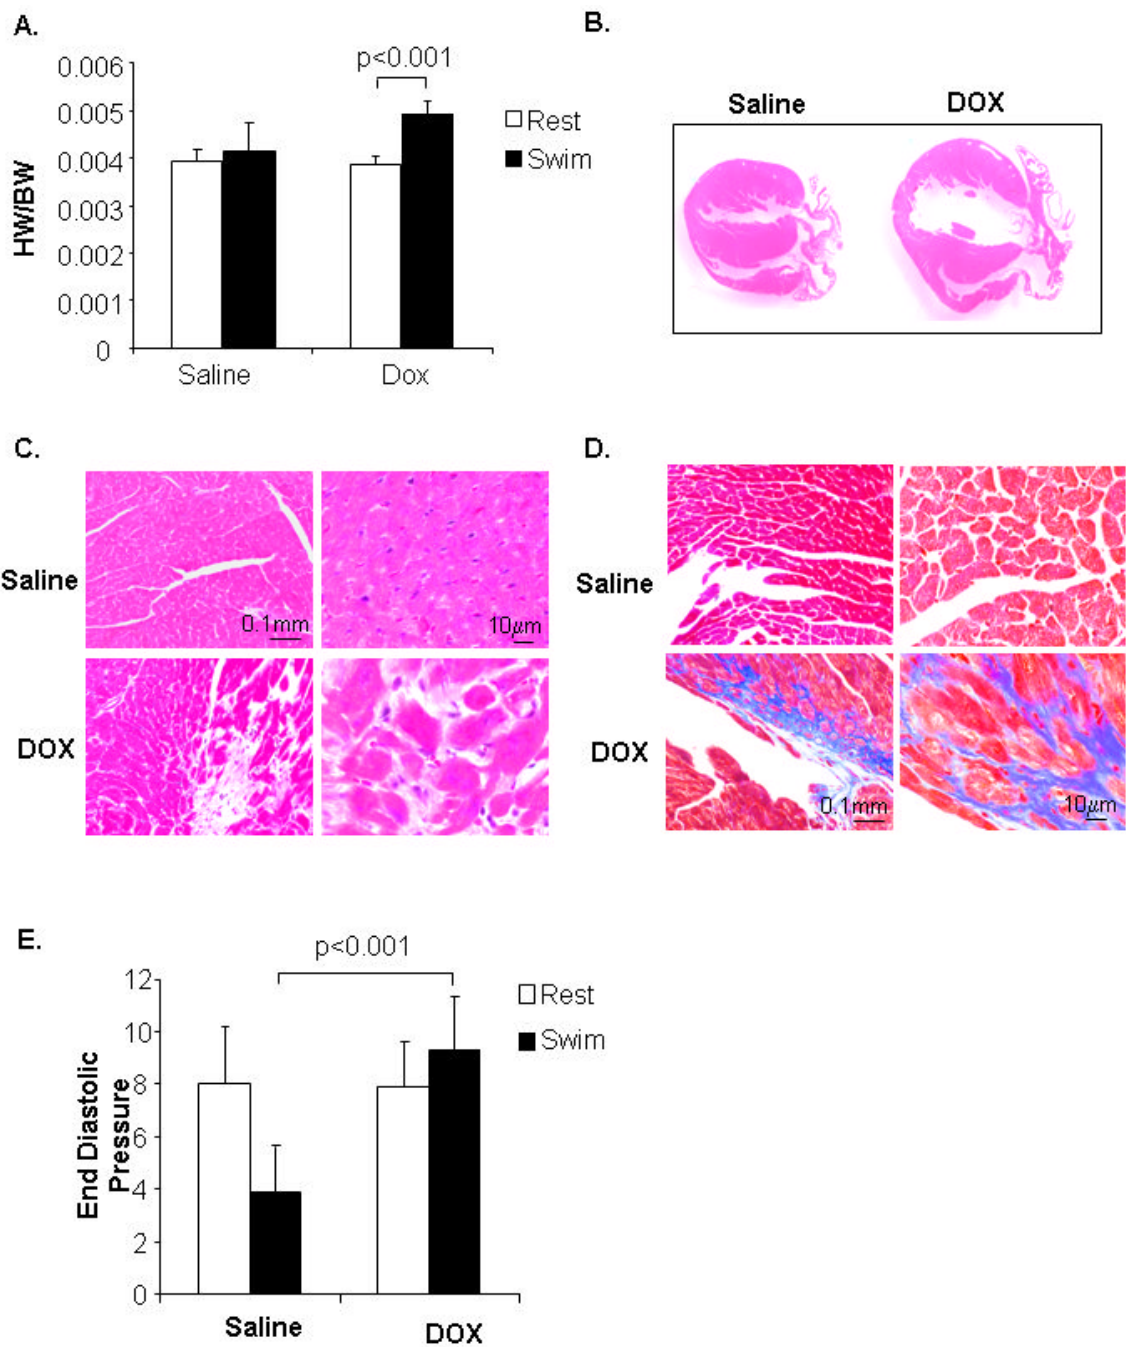 A.
p<0.001
0.006
0.005
0.004
0.003
0.002
0.001
0
HW/BW
Rest
Swim
Saline
Dox
B.
Saline
DOX
C.
Saline
0.1mm
10μm
DOX
D.
Saline
DOX
0.1mm
10μm
E.
p<0.001
12
10
8
6
4
2
0
End Diastolic
Pressure
Rest
Swim
Saline
DOX